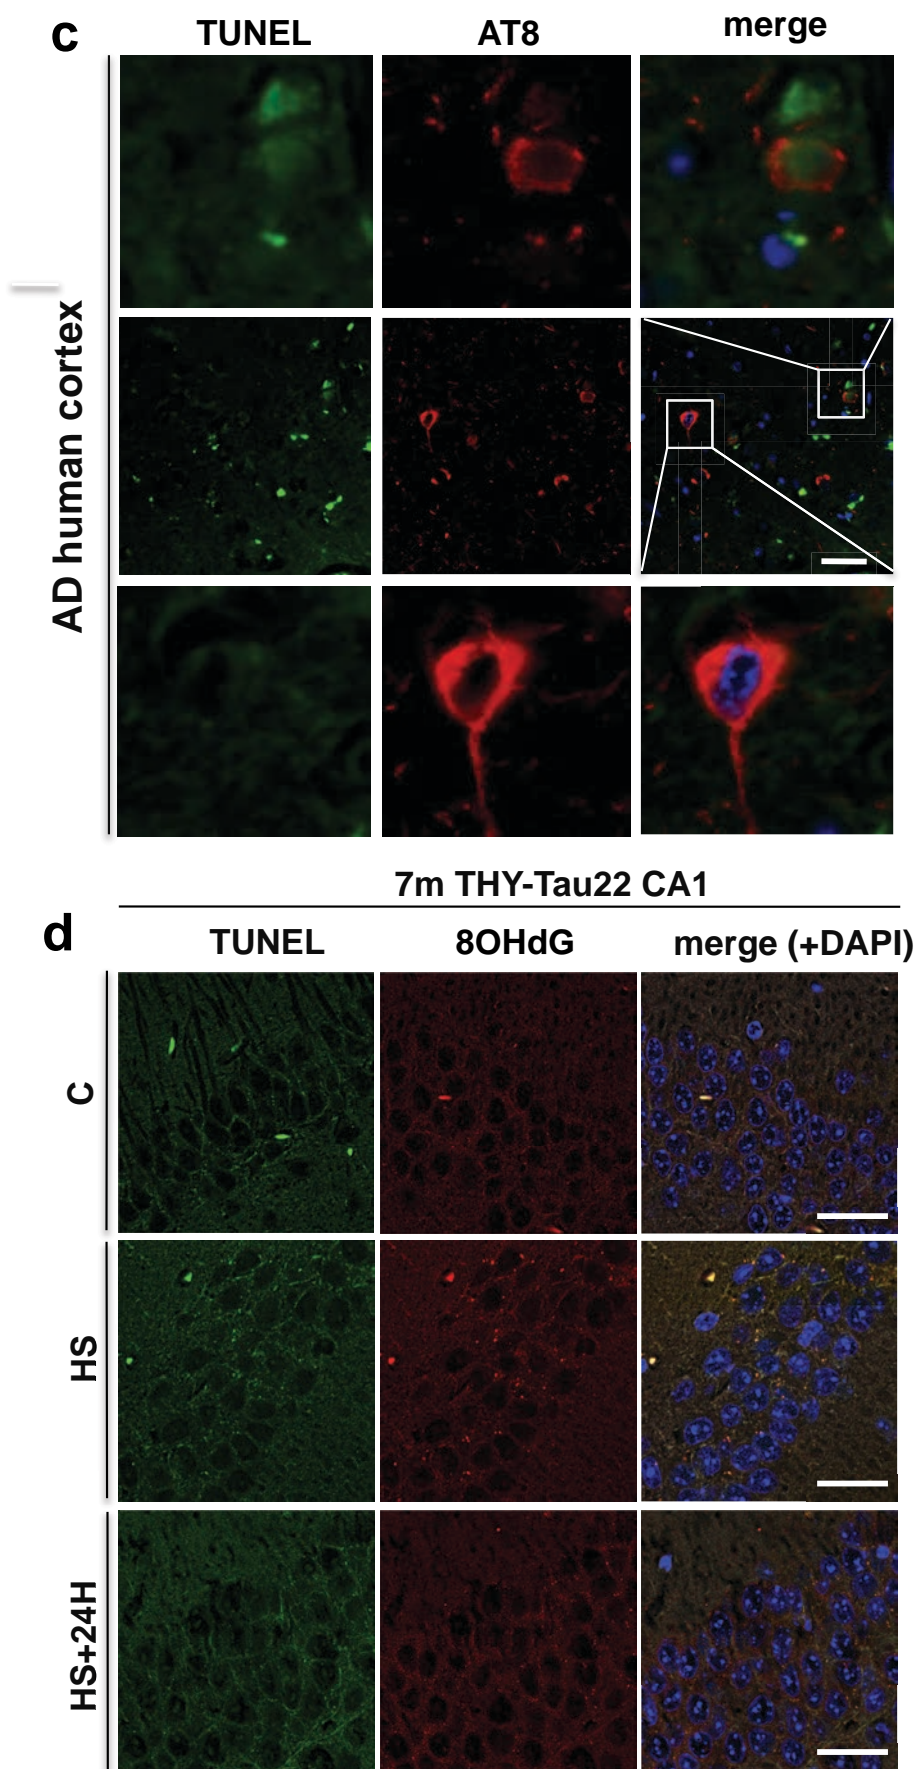 c
TUNEL AT8 merge
AD human cortex
7m THY-Tau22 CA1
d
TUNEL 8OHdG merge (+DAPI)
C
HS
HS+24H